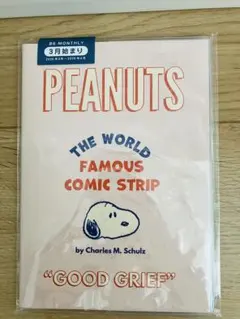 B6 MONTHLY
3月始まり
PEANUTS
THE WORLD
FAMOUS
COMIC STRIP
by Charles M. Schulz
"GOOD GRIEF"